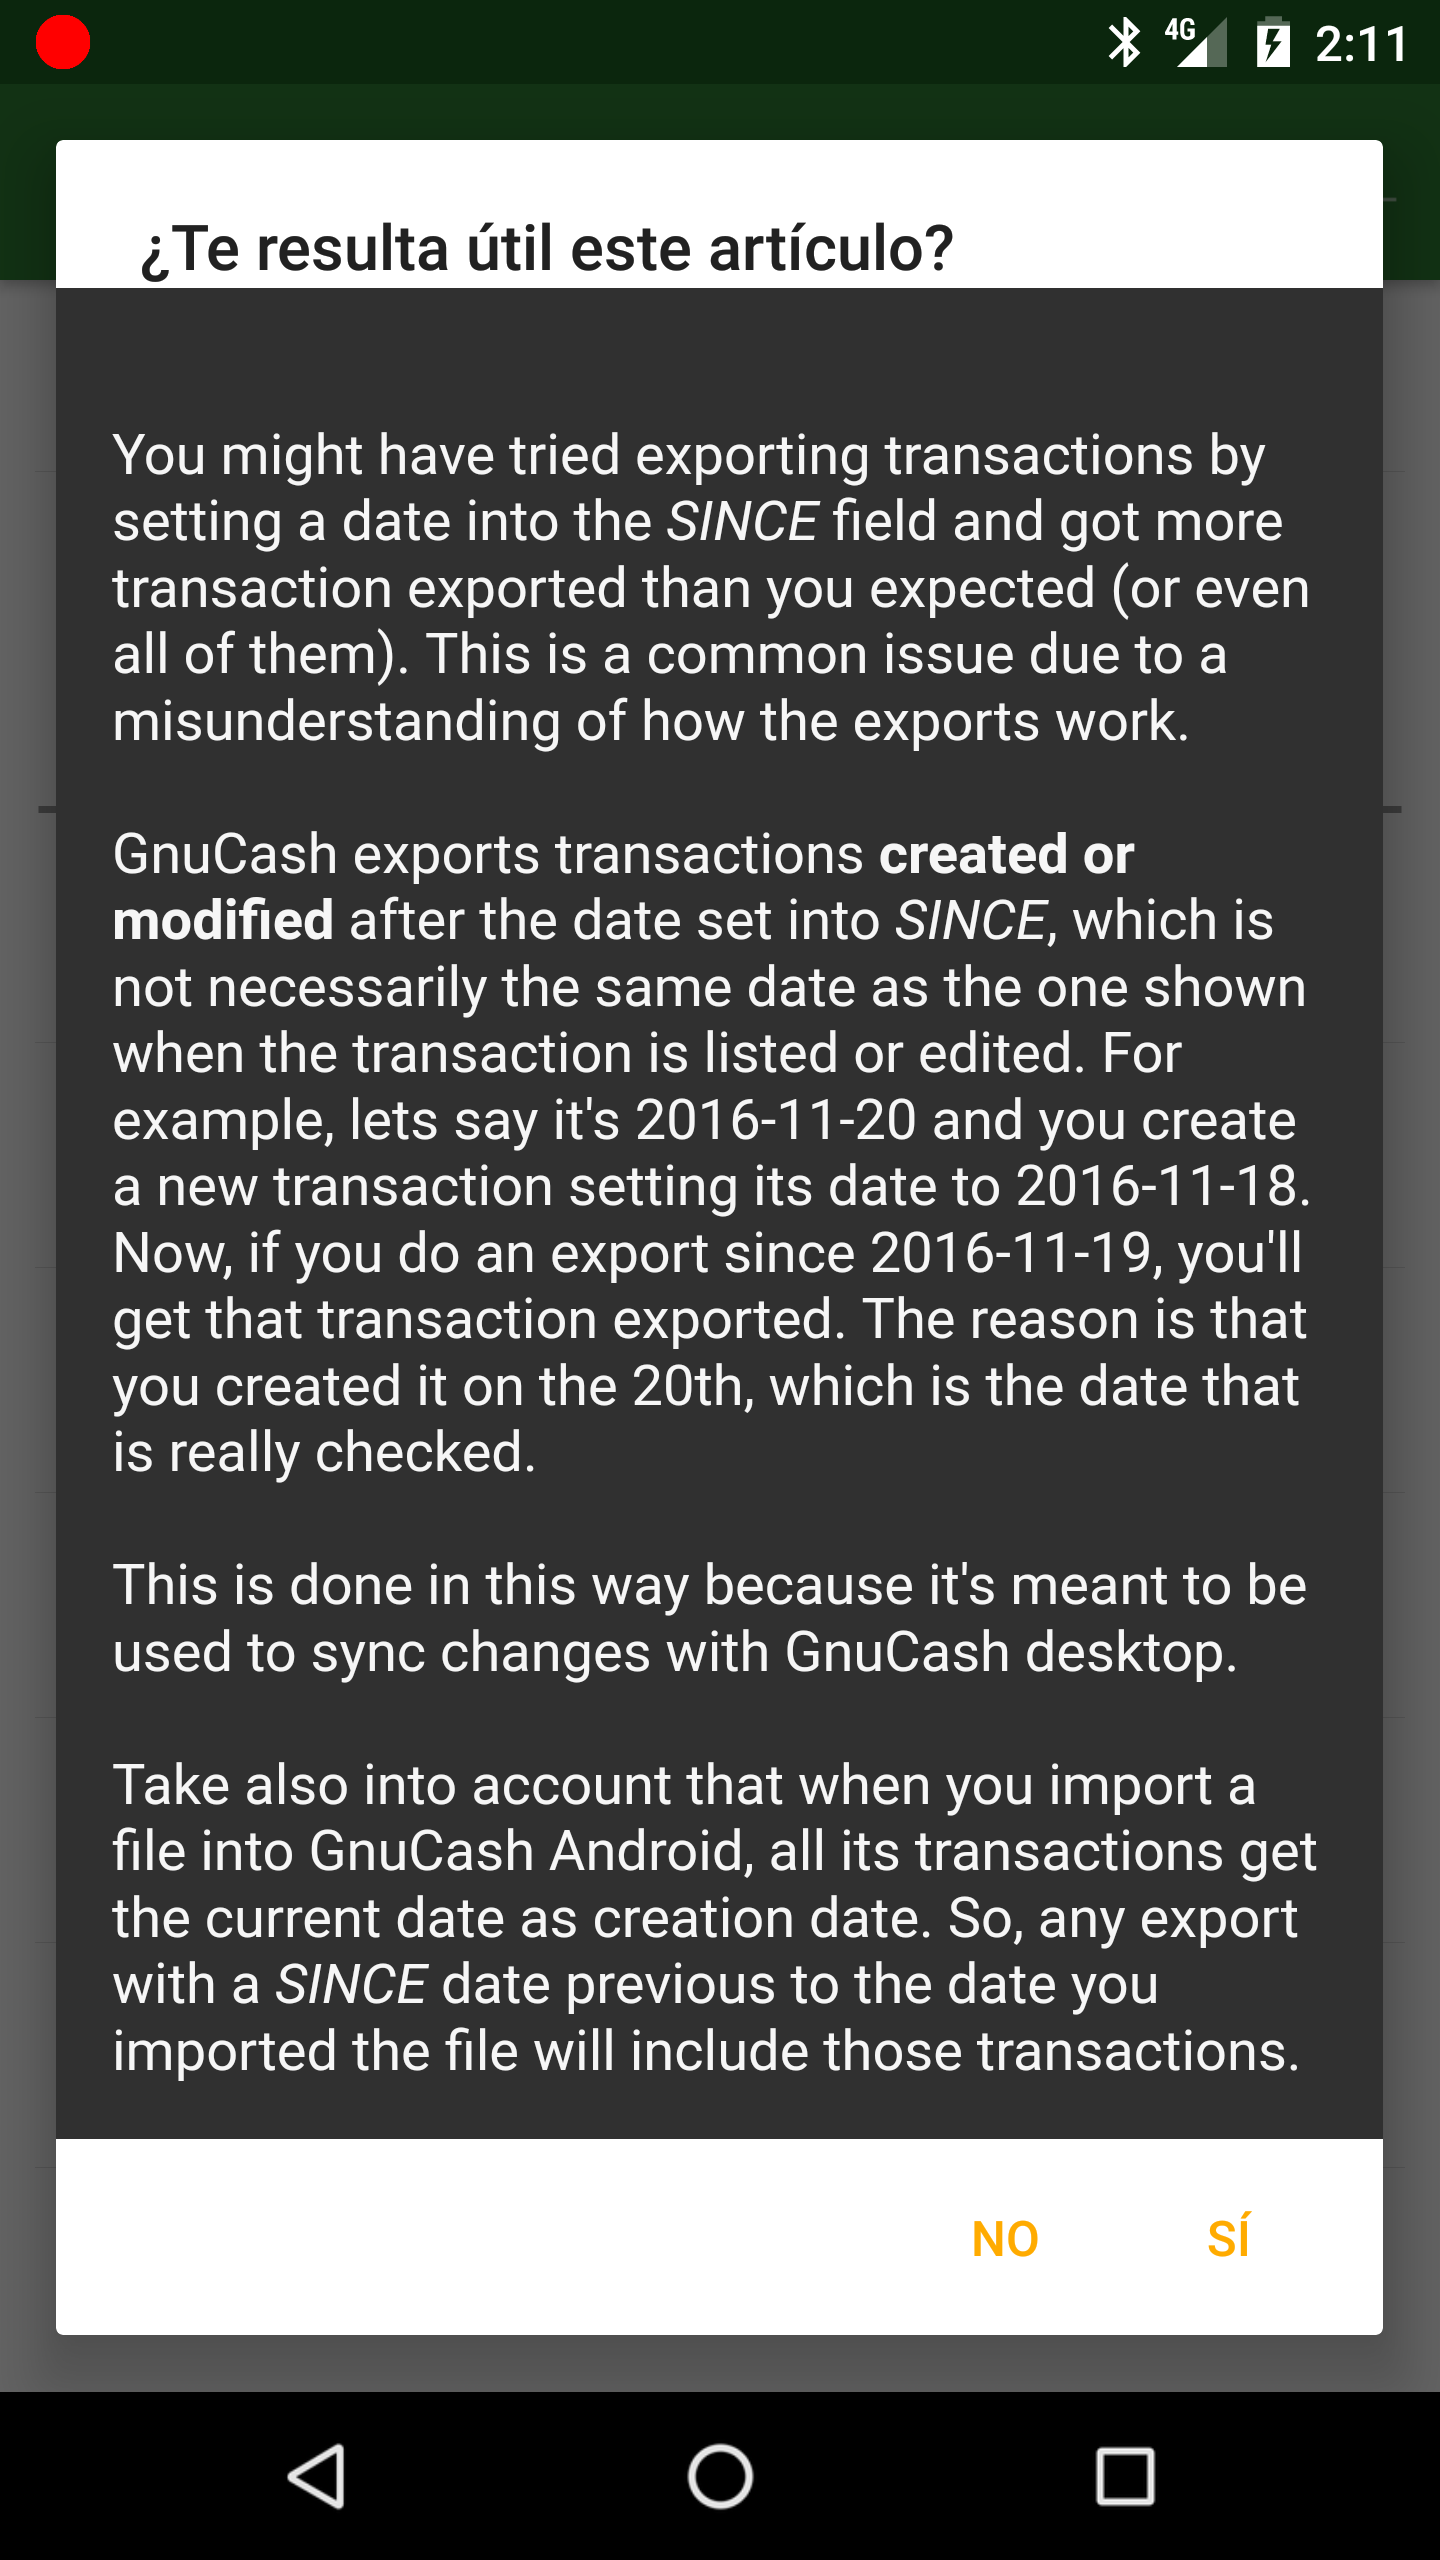 4G 2:11
¿Te resulta útil este artículo?
You might have tried exporting transactions by
setting a date into the SINCE field and got more
transaction exported than you expected (or even
all of them). This is a common issue due to a
misunderstanding of how the exports work.
GnuCash exports transactions created or
modified after the date set into SINCE, which is
not necessarily the same date as the one shown
when the transaction is listed or edited. For
example, lets say it's 2016-11-20 and you create
a new transaction setting its date to 2016-11-18.
Now, if you do an export since 2016-11-19, you'll
get that transaction exported. The reason is that
you created it on the 20th, which is the date that
is really checked.
This is done in this way because it's meant to be
used to sync changes with GnuCash desktop.
Take also into account that when you import a
file into GnuCash Android, all its transactions get
the current date as creation date. So, any export
with a SINCE date previous to the date you
imported the file will include those transactions.
NO SÍ